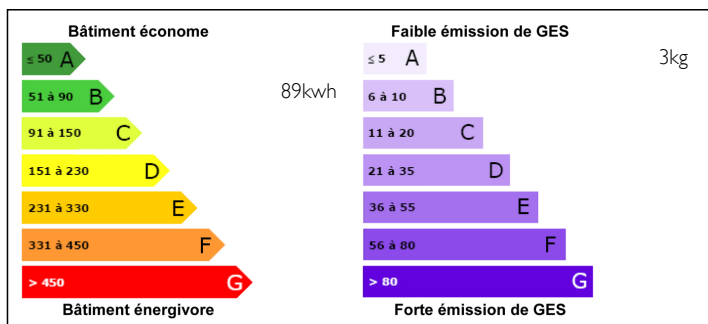 Bâtiment économe
≤ 50 A
51 à 90 B
91 à 150 C
151 à 230 D
231 à 330 E
331 à 450 F
> 450 G
Bâtiment énergivore
89kwh
Faible émission de GES
≤ 5 A
6 à 10 B
11 à 20 C
21 à 35 D
36 à 55 E
56 à 80 F
> 80 G
Forte émission de GES
3kg